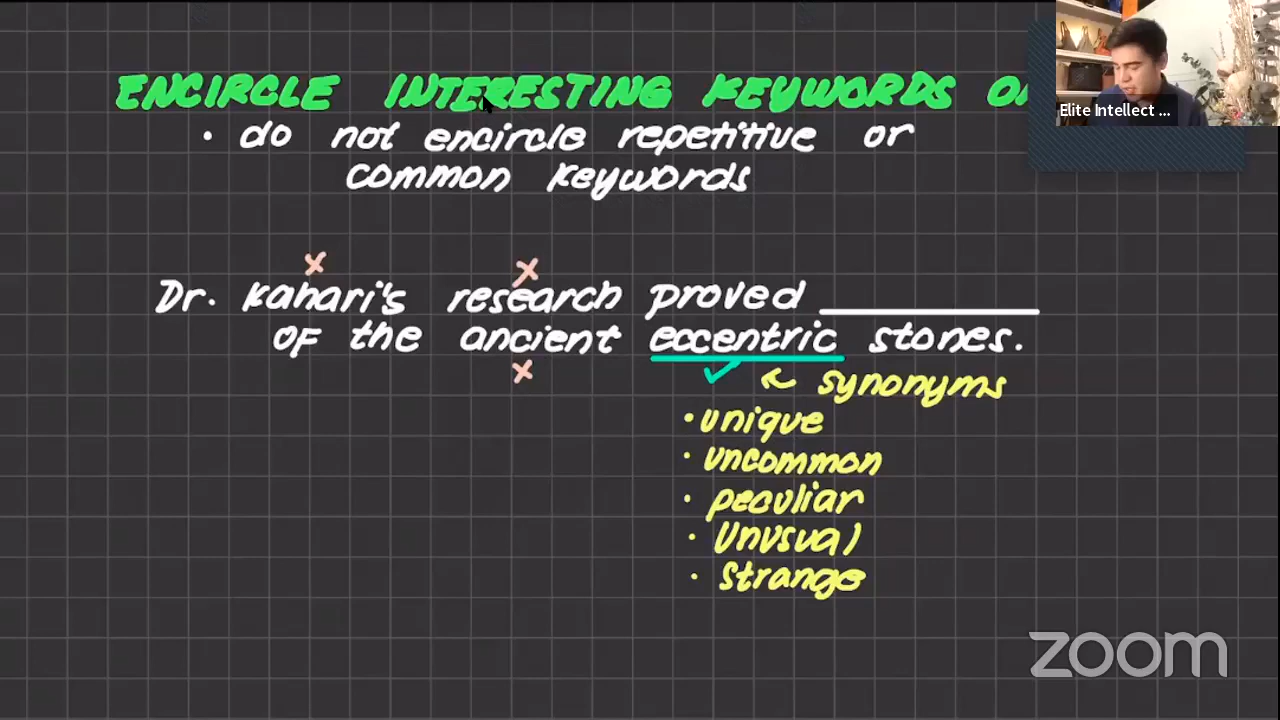 ENCIRCLE INTERESTING KEYWORDS
• do not encircle repetitive or
common keywords
Elite Intellect ...
x x
Dr. Kahari's research proved __________
of the ancient eccentric stones.
x ✓ ← synonyms
• unique
• uncommon
• peculiar
• Unusual
• strange
zoom